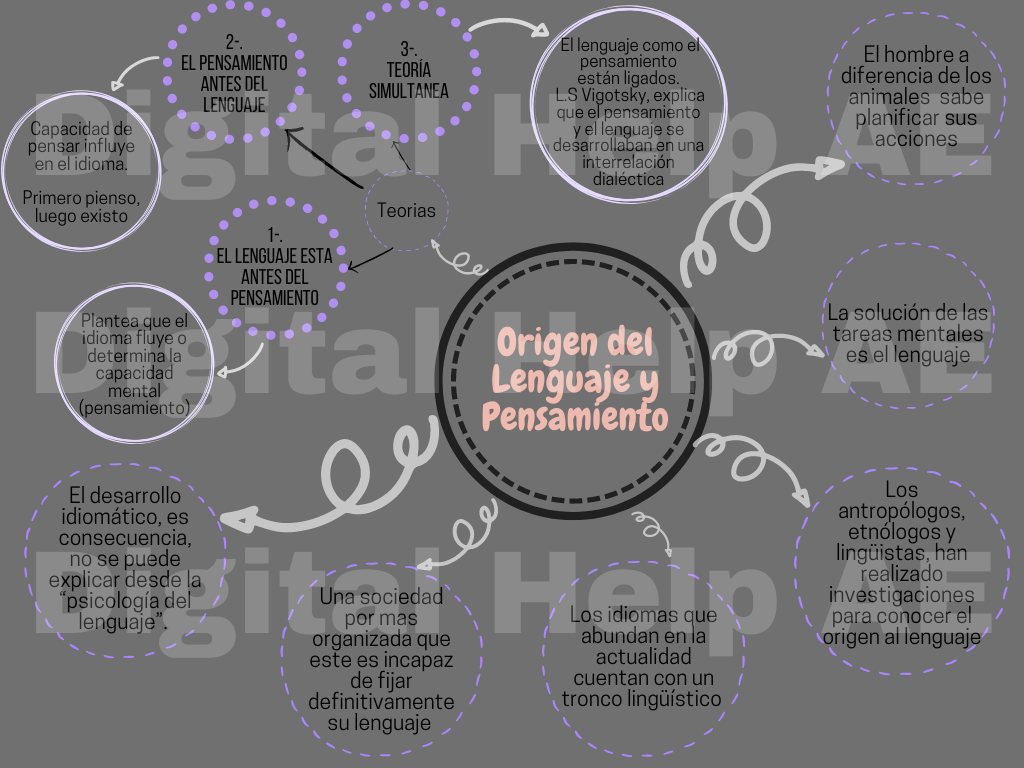 2-.
EL PENSAMIENTO
ANTES DEL
LENGUAJE
3-.
TEORÍA
SIMULTANEA
El lenguaje como el
pensamiento
están ligados.
L.S Vigotsky, explica
que el pensamiento
y el lenguaje se
desarrollaban en una
interrelación
dialéctica
El hombre a
diferencia de los
animales sabe
planificar sus
acciones
Capacidad de
pensar influye
en el idioma.
Primero pienso,
luego existo
Teorias
1-.
EL LENGUAJE ESTA
ANTES DEL
PENSAMIENTO
Plantea que el
idioma fluye o
determina la
capacidad
mental
(pensamiento)
Origen del
Lenguaje y
Pensamiento
La solución de las
tareas mentales
es el lenguaje
El desarrollo
idiomático, es
consecuencia,
no se puede
explicar desde la
“psicología del
lenguaje”.
Una sociedad
por mas
organizada que
este es incapaz
de fijar
definitivamente
su lenguaje
Los idiomas que
abundan en la
actualidad
cuentan con un
tronco lingüístico
Los
antropólogos,
etnólogos y
lingüistas, han
realizado
investigaciones
para conocer el
origen al lenguaje
Digital Help AE
Digital Help AE
Digital Help AE